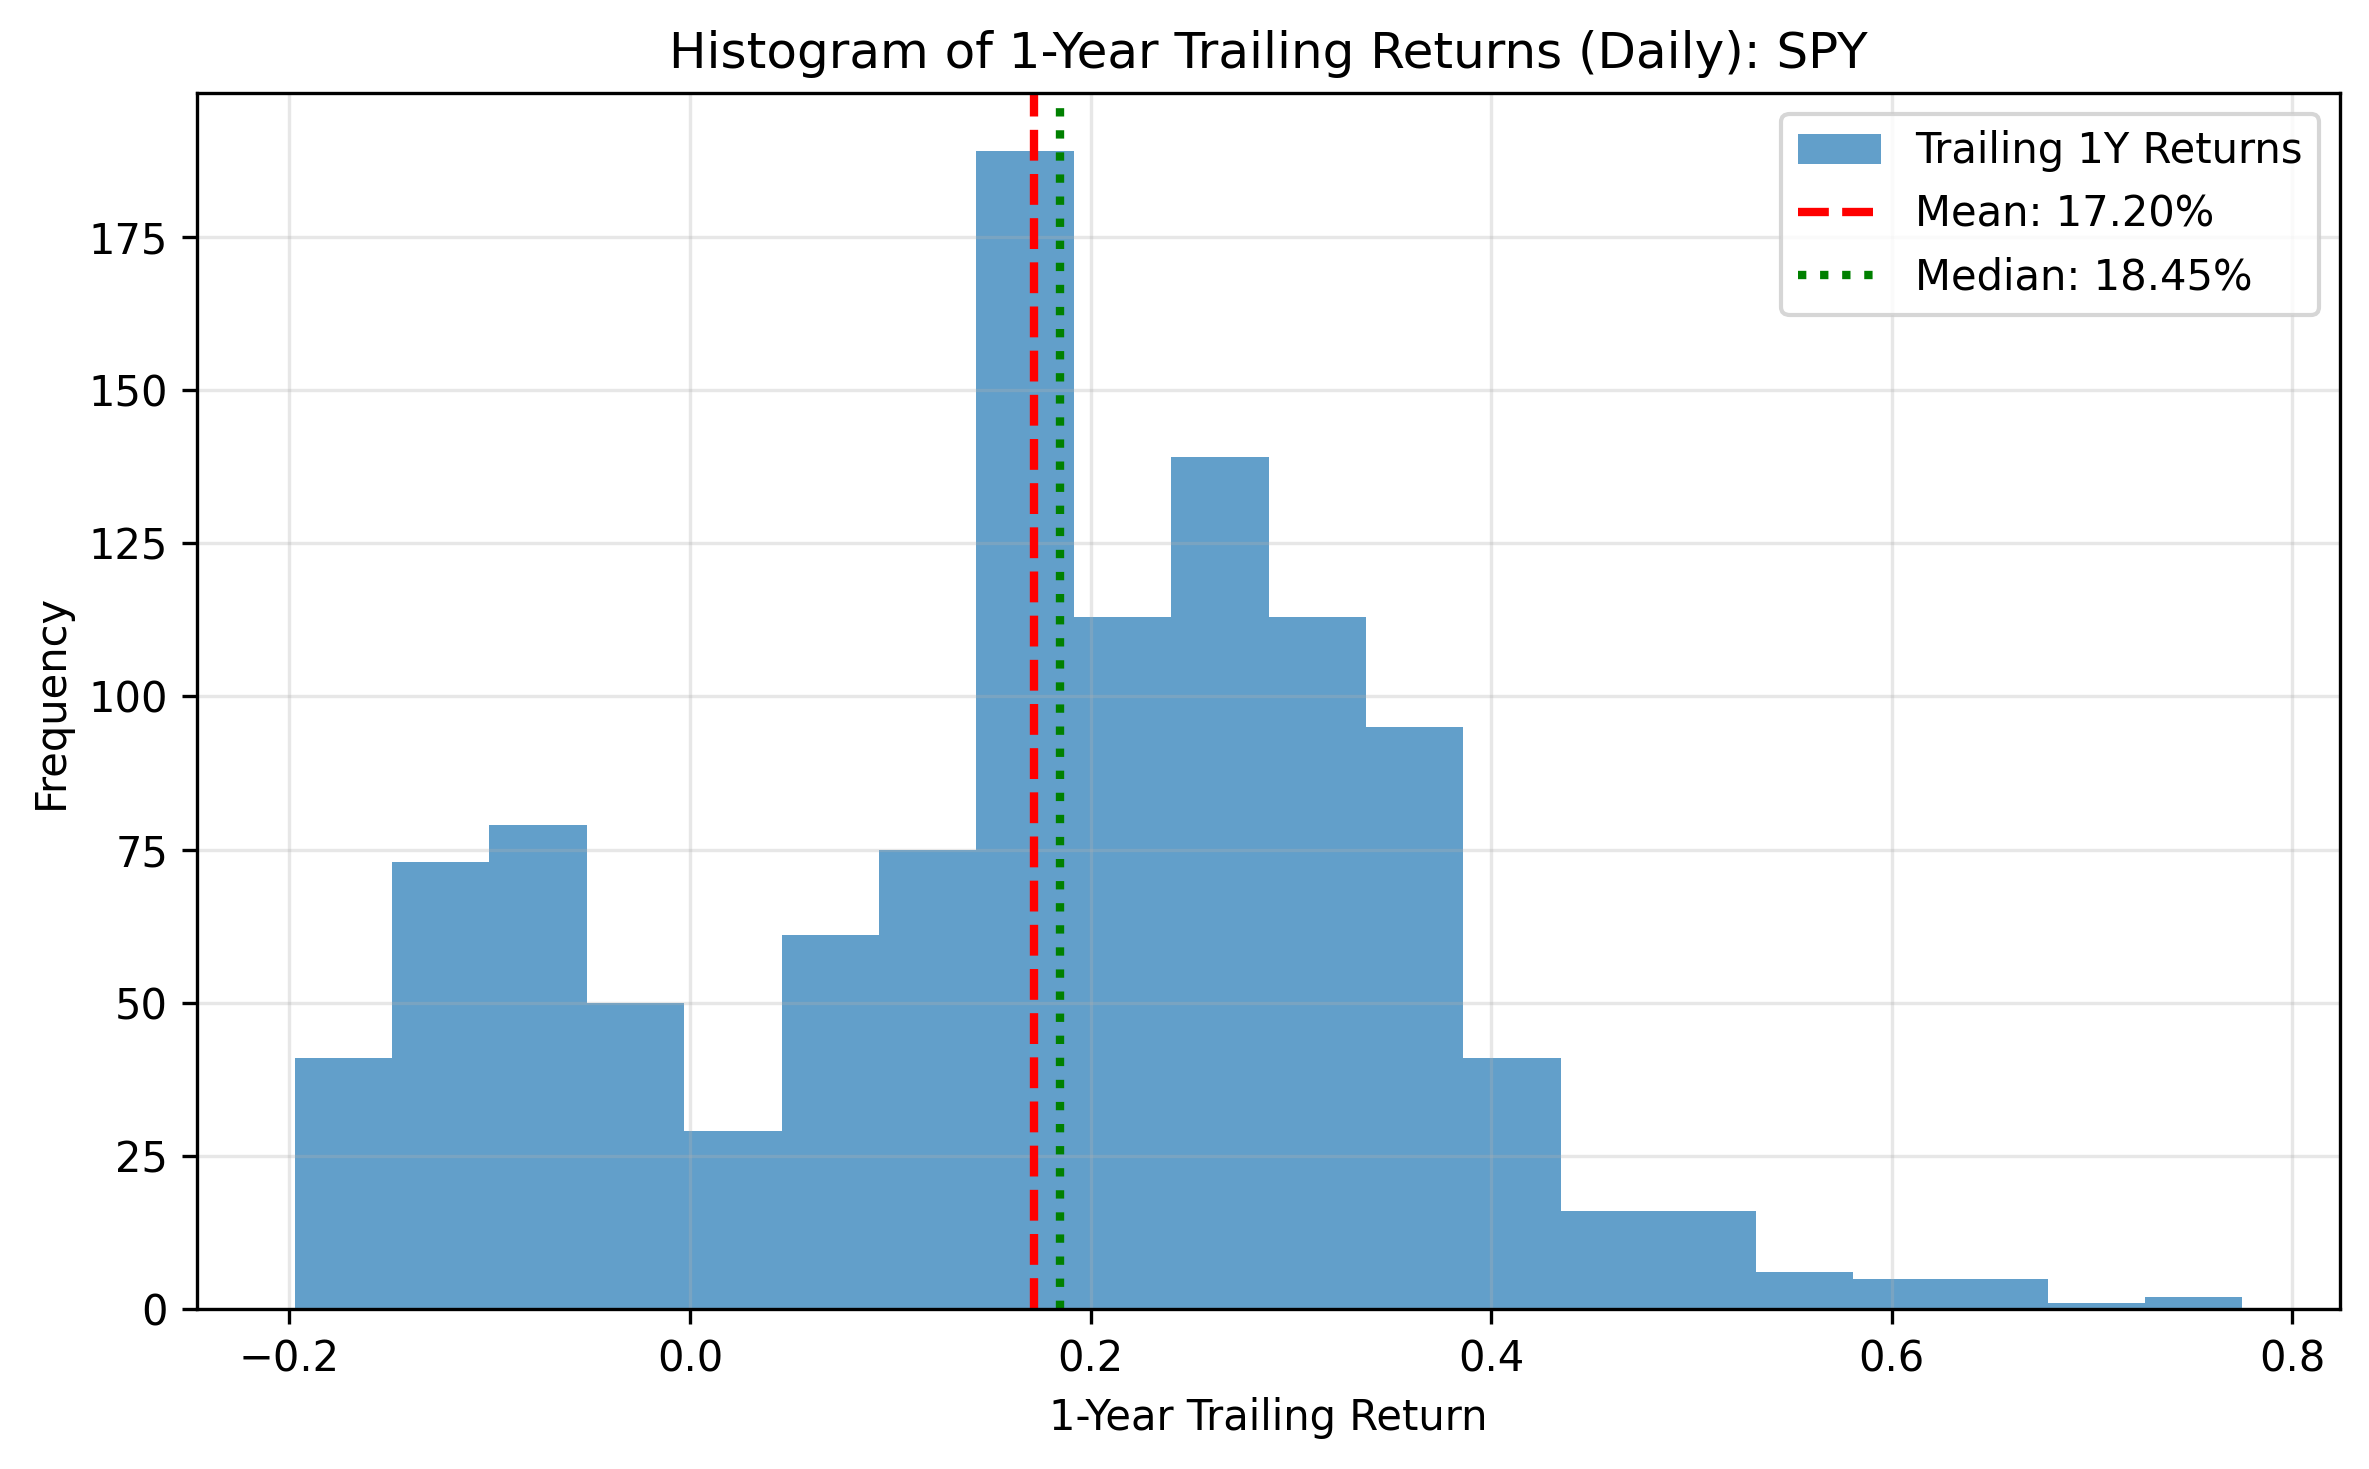 Histogram of 1-Year Trailing Returns (Daily): SPY
Trailing 1Y Returns
Mean: 17.20%
Median: 18.45%
Frequency
175
150
125
100
75
50
25
0
−0.2 0.0 0.2 0.4 0.6 0.8
1-Year Trailing Return